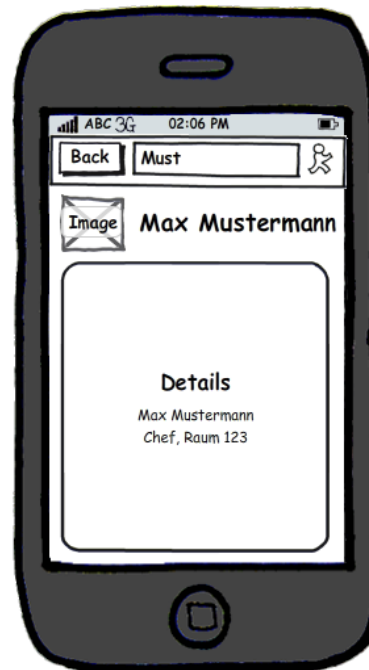 ABC 3G 02:06 PM
Back Must
Image Max Mustermann
Details
Max Mustermann
Chef, Raum 123